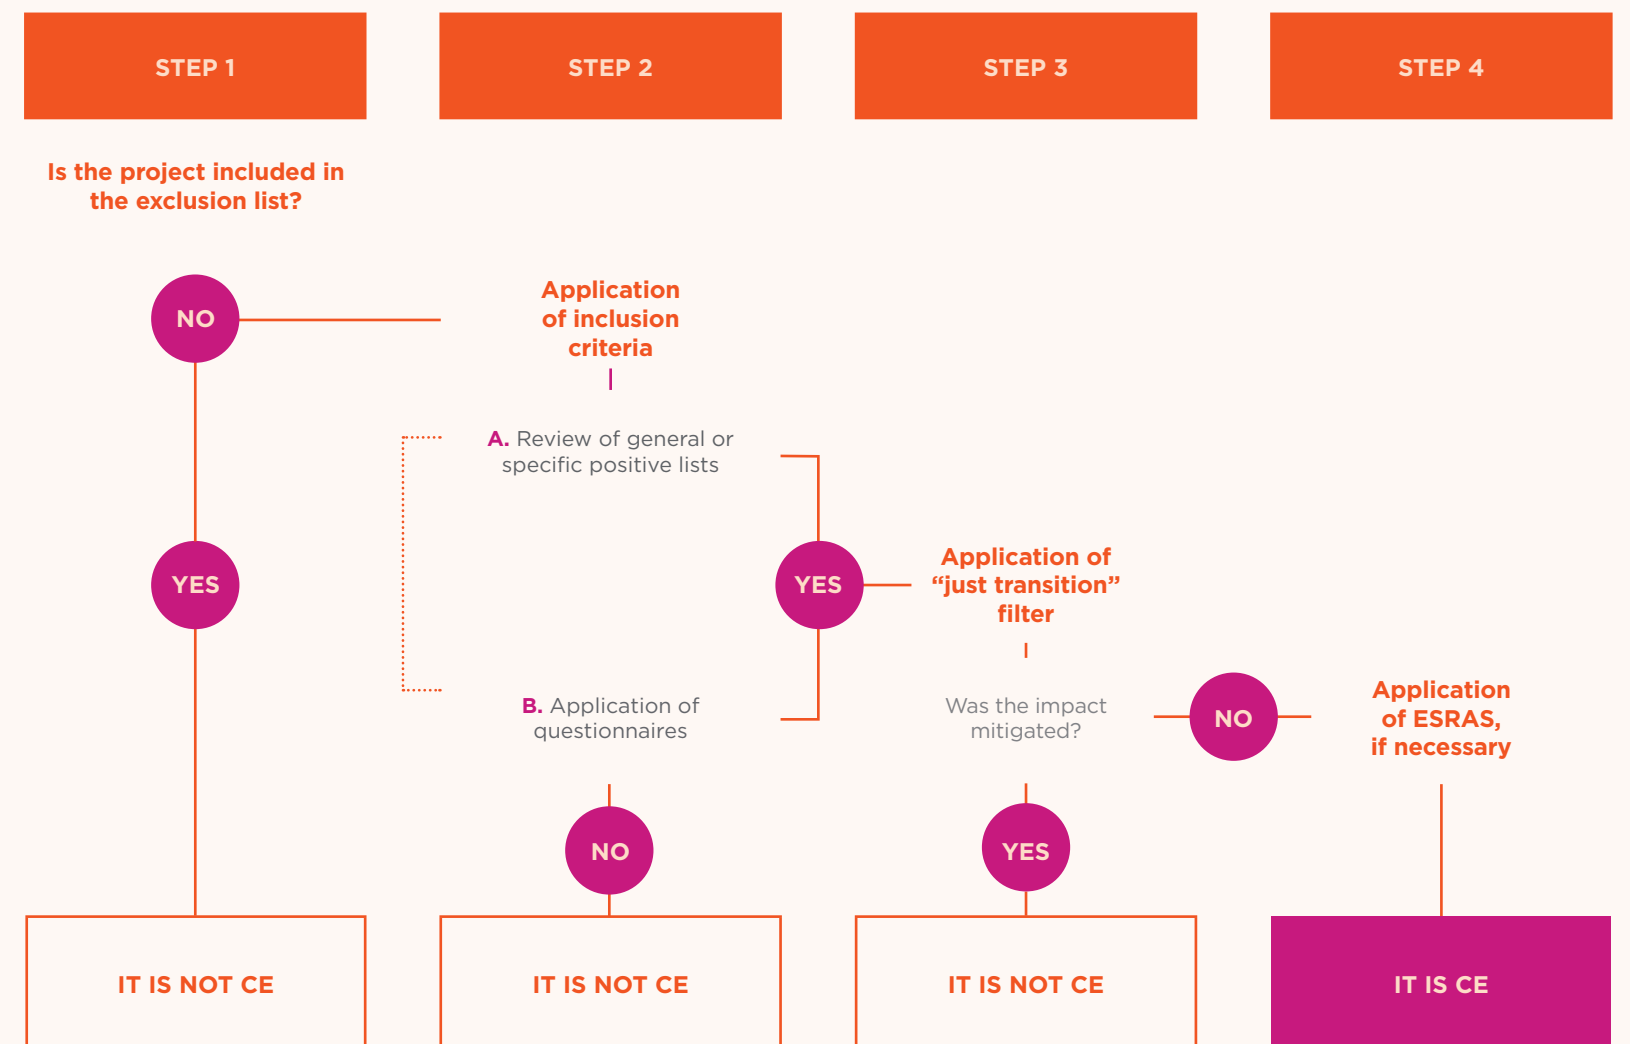 STEP 1
STEP 2
STEP 3
STEP 4
Is the project included in
the exclusion list?
NO
Application
of inclusion
criteria
A. Review of general or
specific positive lists
YES
YES
Application of
“just transition”
filter
B. Application of
questionnaires
Was the impact
mitigated?
NO
Application
of ESRAS,
if necessary
NO
YES
IT IS NOT CE
IT IS NOT CE
IT IS NOT CE
IT IS CE